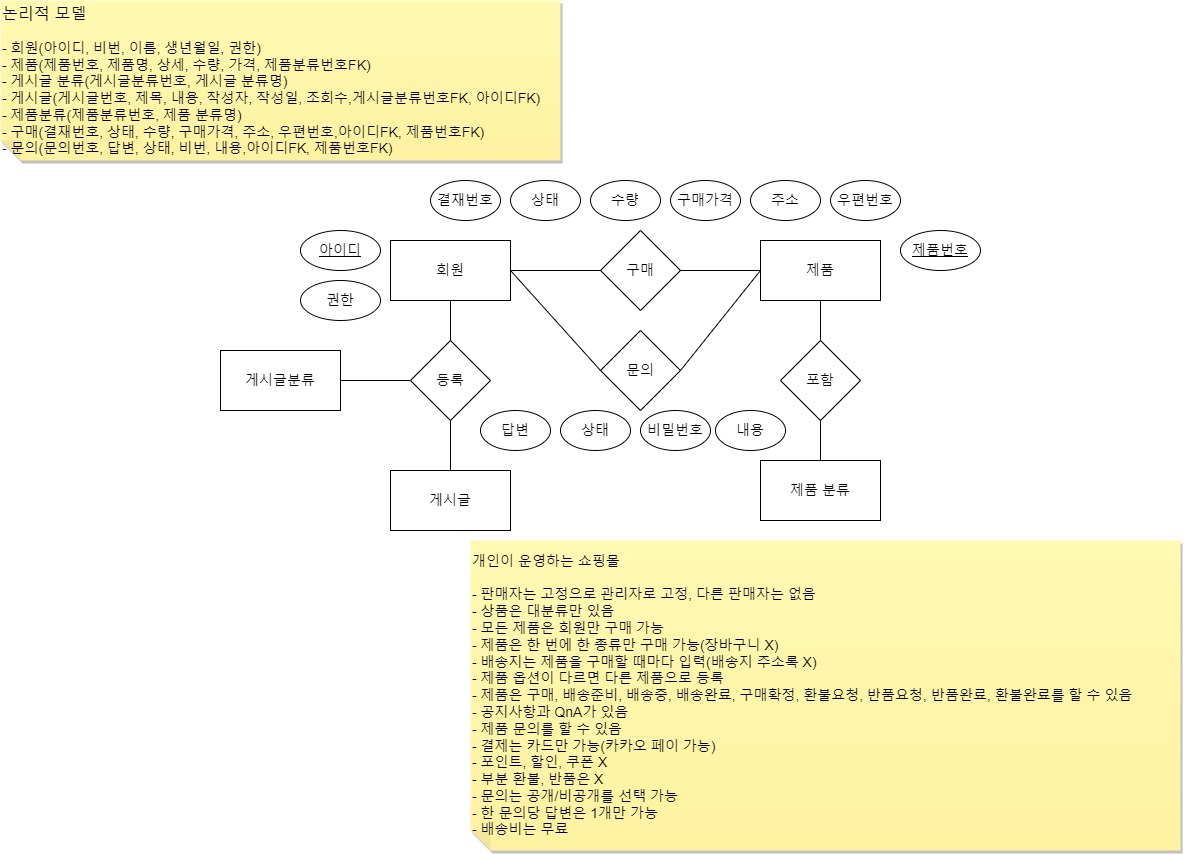 논리적 모델
- 회원(아이디, 비번, 이름, 생년월일, 권한)
- 제품(제품번호, 제품명, 상세, 수량, 가격, 제품분류번호FK)
- 게시글 분류(게시글분류번호, 게시글 분류명)
- 게시글(게시글번호, 제목, 내용, 작성자, 작성일, 조회수,게시글분류번호FK, 아이디FK)
- 제품분류(제품분류번호, 제품 분류명)
- 구매(결재번호, 상태, 수량, 구매가격, 주소, 우편번호,아이디FK, 제품번호FK)
- 문의(문의번호, 답변, 상태, 비번, 내용,아이디FK, 제품번호FK)
결재번호 상태 수량 구매가격 주소 우편번호
아이디 회원 구매 제품 제품번호
권한
게시글분류 등록 문의 포함
답변 상태 비밀번호 내용
게시글 제품 분류
개인이 운영하는 쇼핑몰
- 판매자는 고정으로 관리자로 고정, 다른 판매자는 없음
- 상품은 대분류만 있음
- 모든 제품은 회원만 구매 가능
- 제품은 한 번에 한 종류만 구매 가능(장바구니 X)
- 배송지는 제품을 구매할 때마다 입력(배송지 주소록 X)
- 제품 옵션이 다르면 다른 제품으로 등록
- 제품은 구매, 배송준비, 배송중, 배송완료, 구매확정, 환불요청, 반품요청, 반품완료, 환불완료를 할 수 있음
- 공지사항과 QnA가 있음
- 제품 문의를 할 수 있음
- 결제는 카드만 가능(카카오 페이 가능)
- 포인트, 할인, 쿠폰 X
- 부분 환불, 반품은 X
- 문의는 공개/비공개를 선택 가능
- 한 문의당 답변은 1개만 가능
- 배송비는 무료